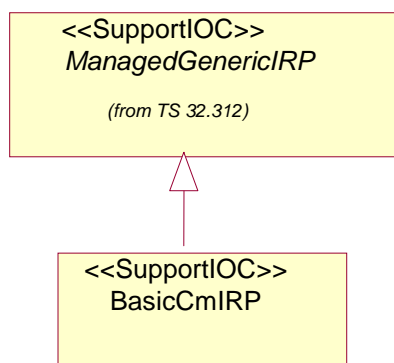 <<SupportIOC>>
ManagedGenericIRP
(from TS 32.312)
<<SupportIOC>>
BasicCmIRP